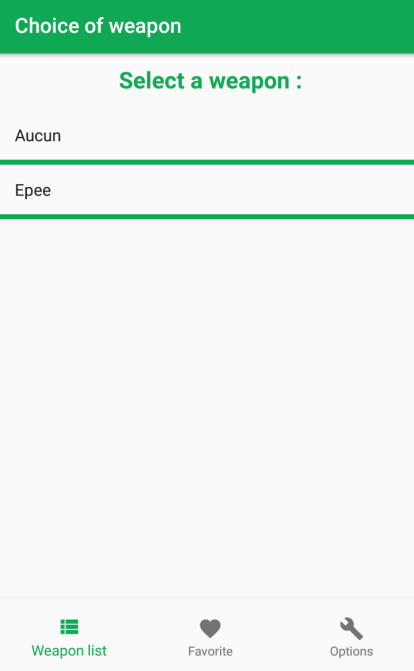 Choice of weapon
Select a weapon :
Aucun
Epee
Weapon list
Favorite
Options